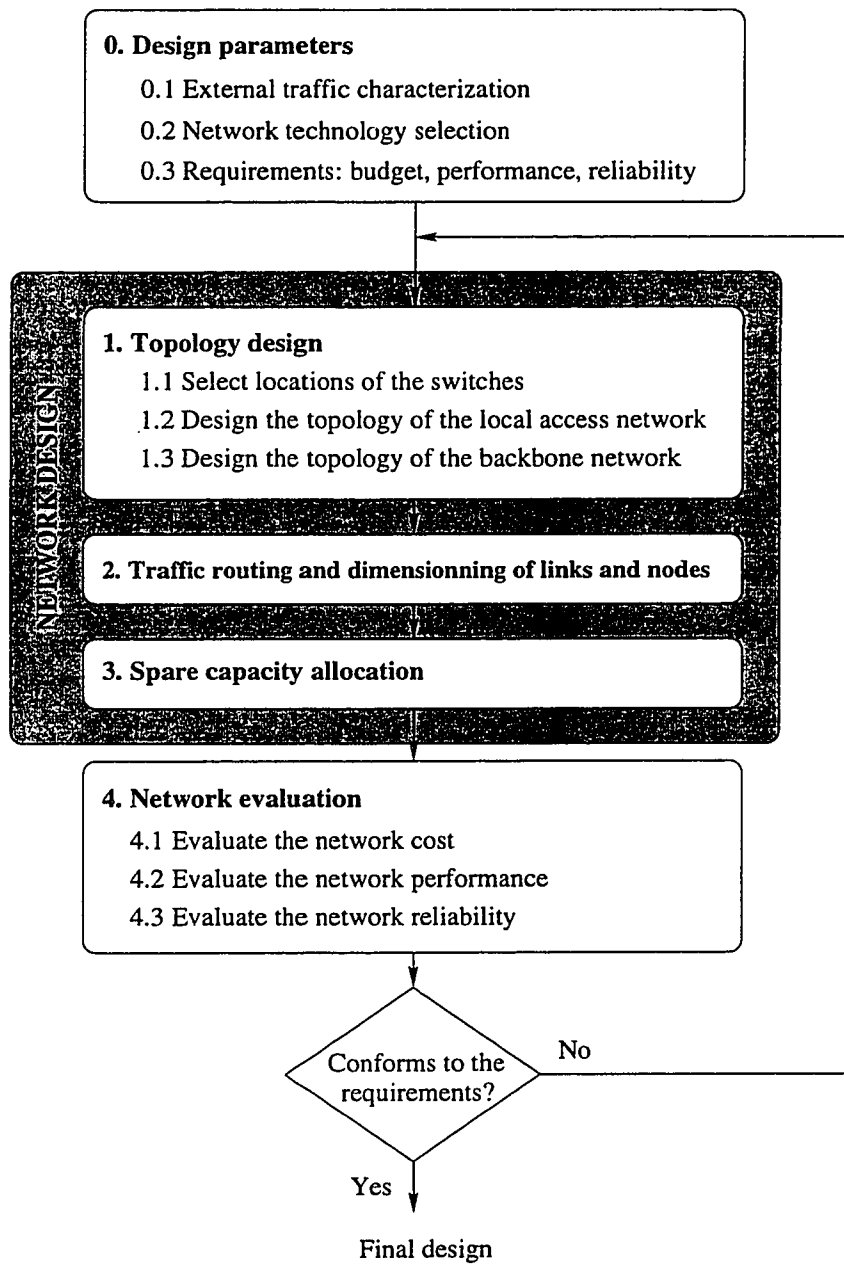 0. Design parameters
0.1 External traffic characterization
0.2 Network technology selection
0.3 Requirements: budget, performance, reliability
NETWORK DESIGN
1. Topology design
1.1 Select locations of the switches
1.2 Design the topology of the local access network
1.3 Design the topology of the backbone network
2. Traffic routing and dimensionning of links and nodes
3. Spare capacity allocation
4. Network evaluation
4.1 Evaluate the network cost
4.2 Evaluate the network performance
4.3 Evaluate the network reliability
Conforms to the
requirements?
No
Yes
Final design